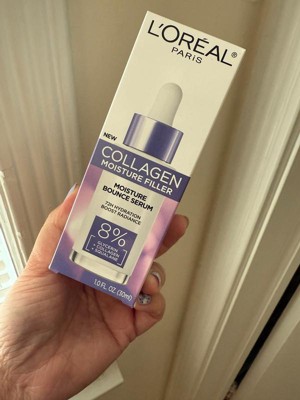 L'ORÉAL®
PARIS
NEW
COLLAGEN
MOISTURE FILLER
MOISTURE
BOUNCE SERUM
72H HYDRATION
BOOST RADIANCE
8%
GLYCERIN
+ COLLAGEN
+ SQUALANE
1.0 FL. OZ. (30ml)